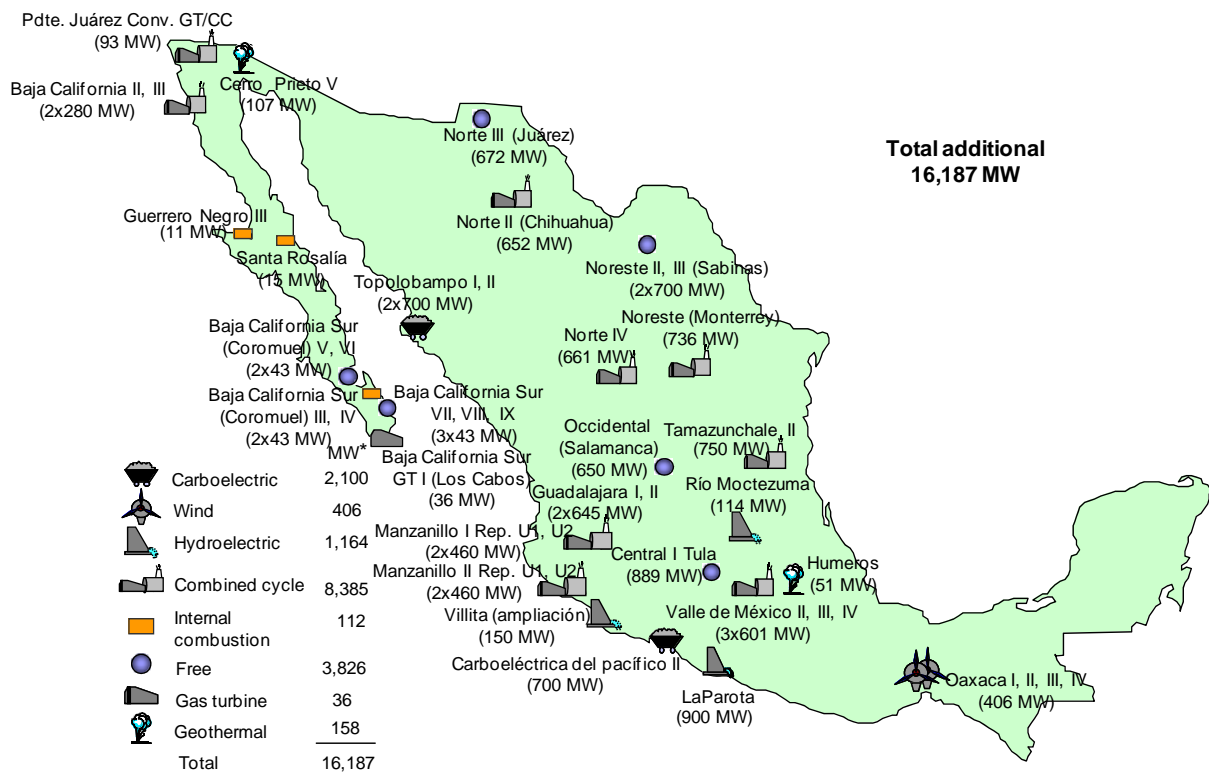 Pdte. Juárez Conv. GT/CC
(93 MW)
Cerro Prieto V
(107 MW)
Baja California II, III
(2x280 MW)
Norte III (Juárez)
(672 MW)
Total additional
16,187 MW
Norte II (Chihuahua)
(652 MW)
Guerrero Negro III
(11 MW)
Santa Rosalía
(15 MW)
Noreste II, III (Sabinas)
(2x700 MW)
Topolobampo I, II
(2x700 MW)
Noreste (Monterrey)
(736 MW)
Norte IV
(661 MW)
Baja California Sur
(Coromuel) V, VI
(2x43 MW)
Baja California Sur
(Coromuel) III, IV
(2x43 MW)
Baja California Sur
VII, VIII, IX
(3x43 MW)
Baja California Sur
GT I (Los Cabos)
(36 MW)
Occidental
(Salamanca)
(650 MW)
Tamazunchale II
(750 MW)
Río Moctezuma
(114 MW)
Guadalajara I, II
(2x645 MW)
Manzanillo I Rep. U1, U2
(2x460 MW)
Manzanillo II Rep. U1, U2
(2x460 MW)
Central I Tula
(889 MW)
Humeros
(51 MW)
Valle de México II, III, IV
(3x601 MW)
Villita (ampliación)
(150 MW)
Carboeléctrica del pacífico II
(700 MW)
LaParota
(900 MW)
Oaxaca I, II, III, IV
(406 MW)
MW*
Carboelectric 2,100
Wind 406
Hydroelectric 1,164
Combined cycle 8,385
Internal
combustion 112
Free 3,826
Gas turbine 36
Geothermal 158
Total 16,187